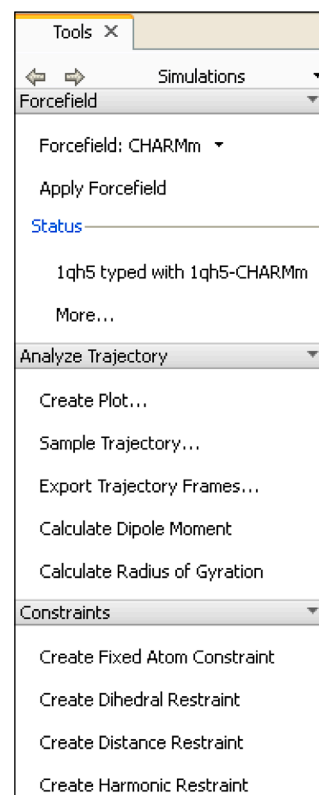 Tools
Simulations
Forcefield
Forcefield: CHARMm
Apply Forcefield
Status
1qh5 typed with 1qh5-CHARMm
More...
Analyze Trajectory
Create Plot...
Sample Trajectory...
Export Trajectory Frames...
Calculate Dipole Moment
Calculate Radius of Gyration
Constraints
Create Fixed Atom Constraint
Create Dihedral Restraint
Create Distance Restraint
Create Harmonic Restraint